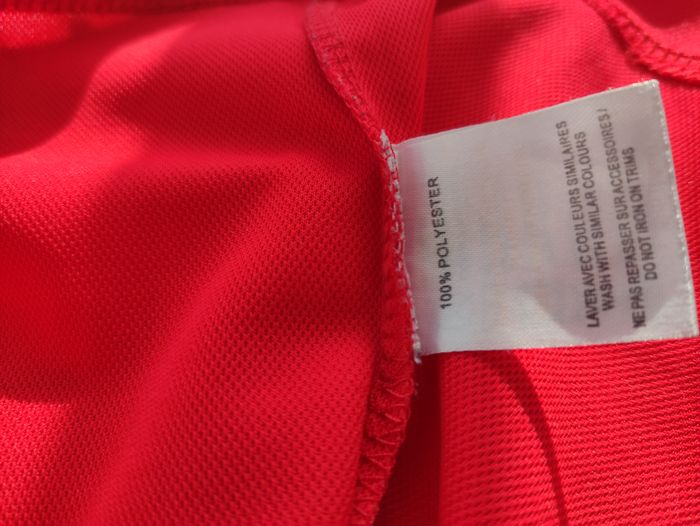 100% POLYESTER
LAVER AVEC COULEURS SIMILAIRES
WASH WITH SIMILAR COLOURS
NE PAS REPASSER SUR ACCESSOIRES /
DO NOT IRON ON TRIMS